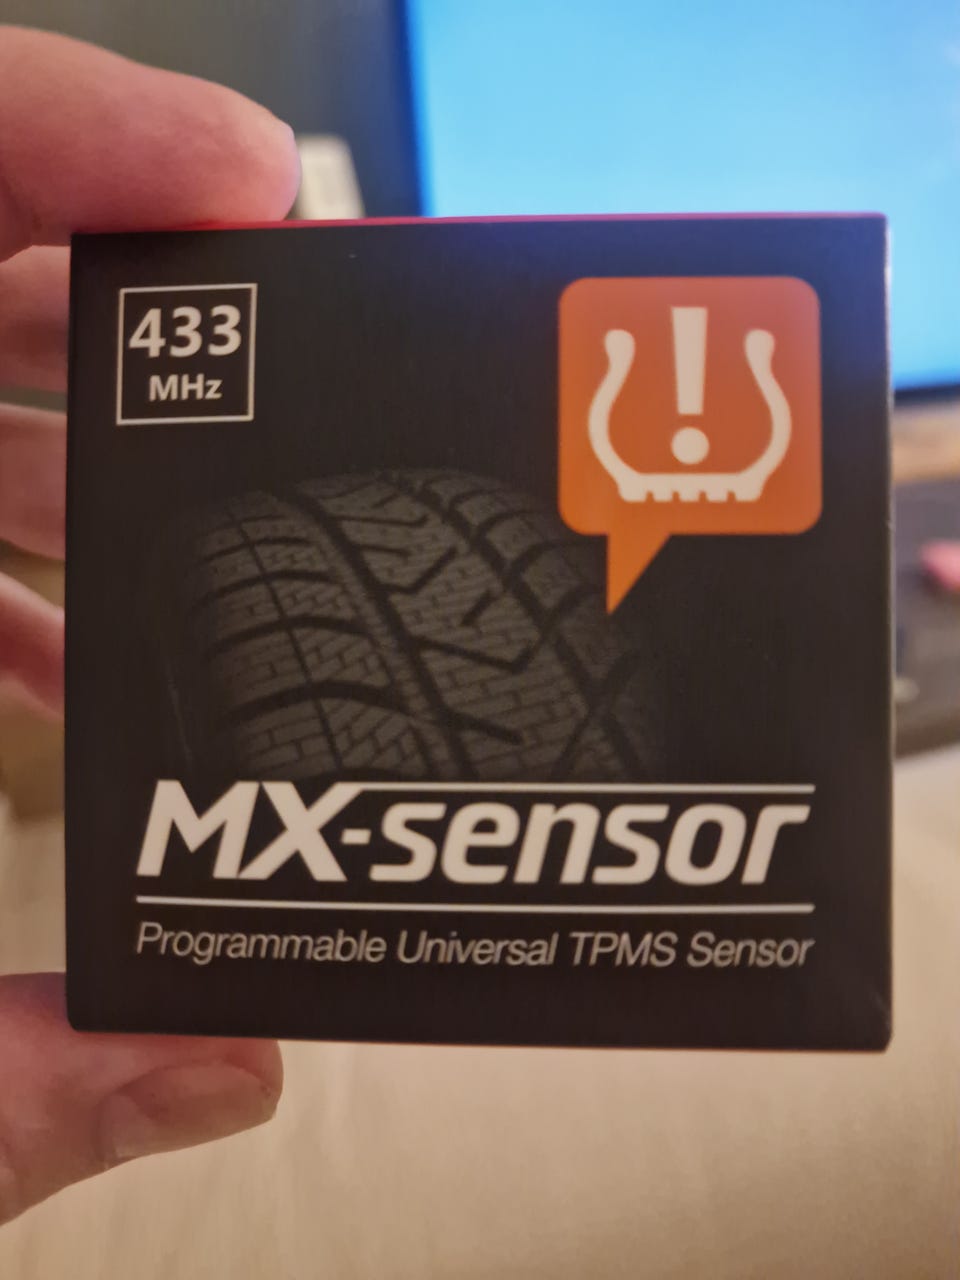 433
MHz
MX-sensor
Programmable Universal TPMS Sensor